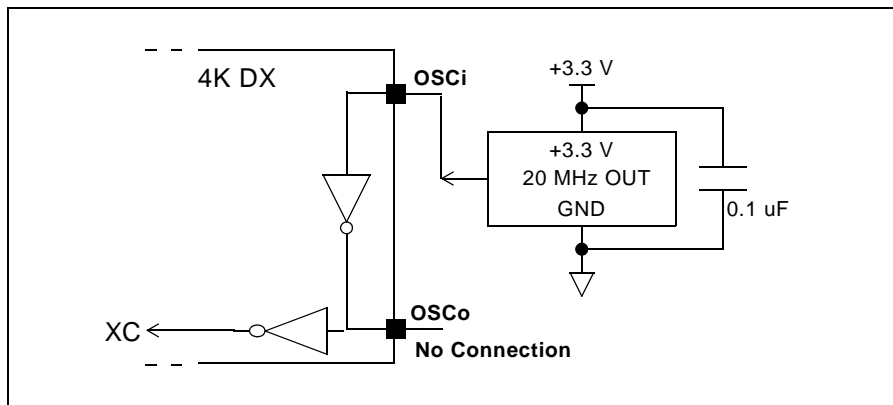 4K DX
OSCi
+3.3 V
+3.3 V
20 MHz OUT
GND
0.1 uF
OSCo
XC
No Connection